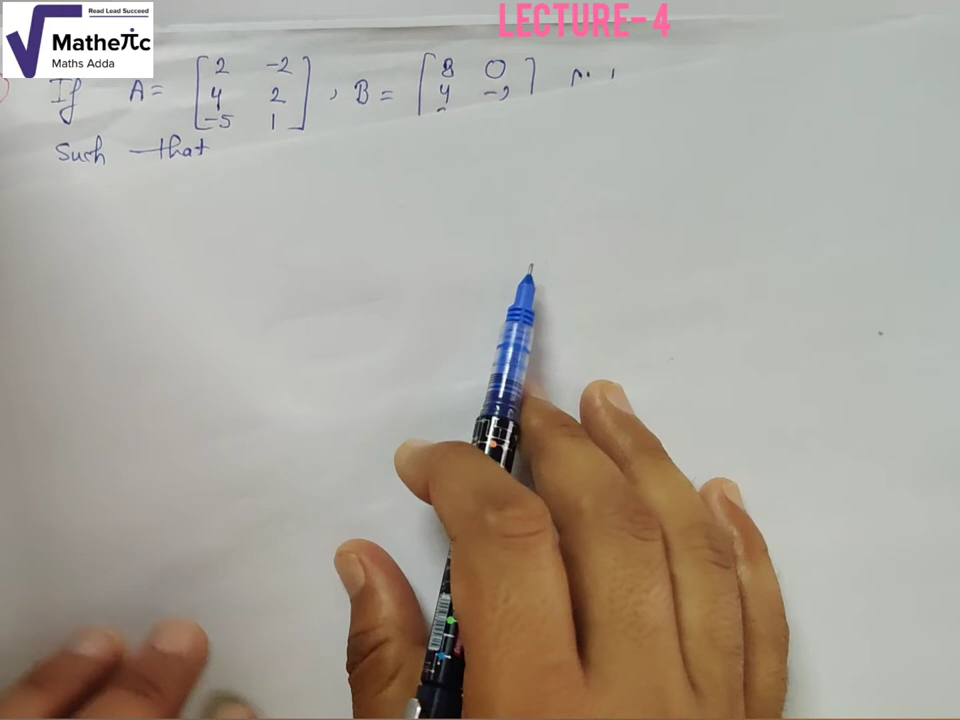 Read Lead Succeed
Matheπc
Maths Adda
LECTURE-4
If A = [2 -2
4 2
-5 1] , B = [8 0
4 -2]
Such that